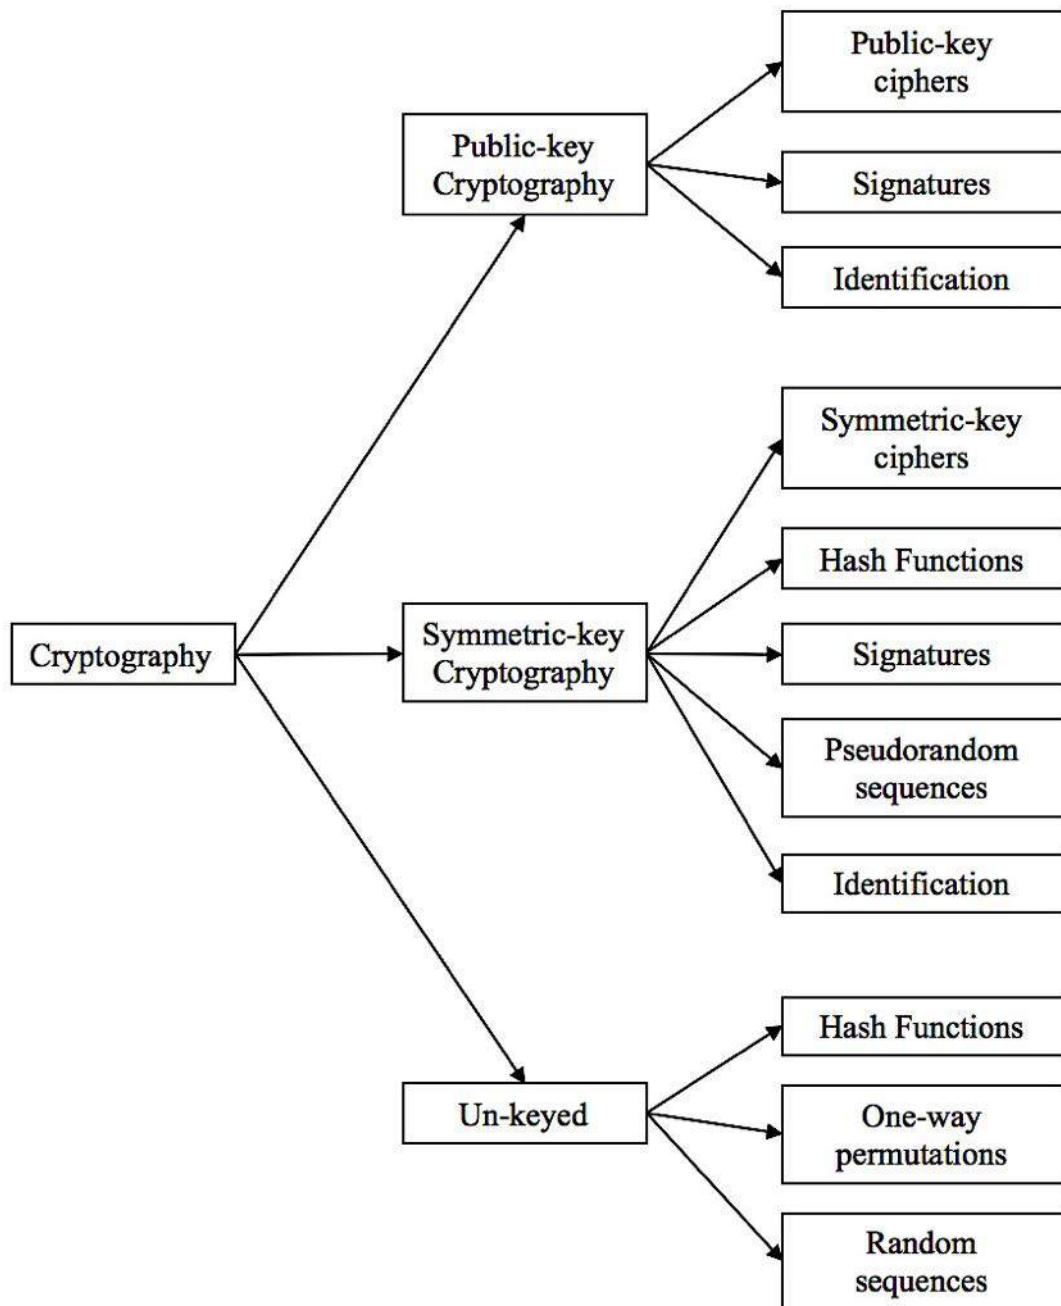 Public-key
ciphers
Public-key
Cryptography
Signatures
Identification
Symmetric-key
ciphers
Hash Functions
Cryptography
Symmetric-key
Cryptography
Signatures
Pseudorandom
sequences
Identification
Hash Functions
Un-keyed
One-way
permutations
Random
sequences